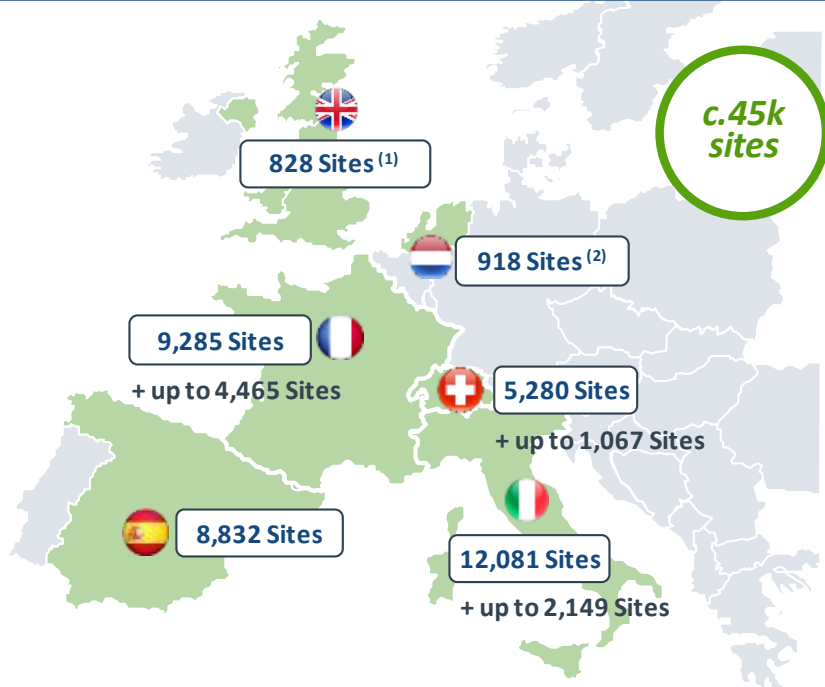 c.45k
sites
828 Sites (1)
918 Sites (2)
9,285 Sites
+ up to 4,465 Sites
5,280 Sites
+ up to 1,067 Sites
8,832 Sites
12,081 Sites
+ up to 2,149 Sites